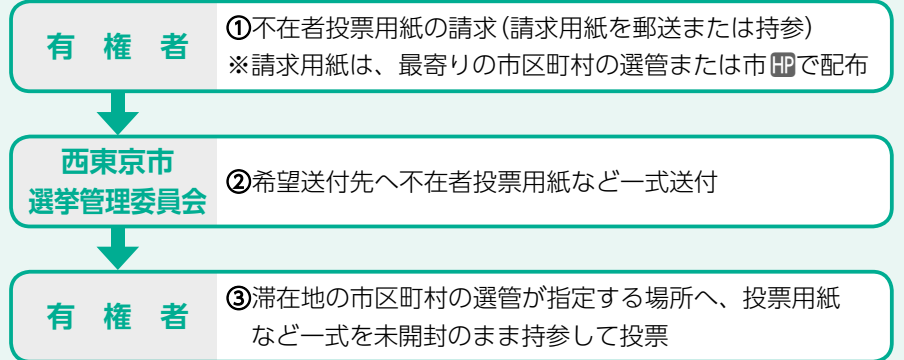 有権者
①不在者投票用紙の請求(請求用紙を郵送または持参)
※請求用紙は、最寄りの市区町村の選管または市HPで配布
西東京市
選挙管理委員会
②希望送付先へ不在者投票用紙など一式送付
有権者
③滞在地の市区町村の選管が指定する場所へ、投票用紙
など一式を未開封のまま持参して投票